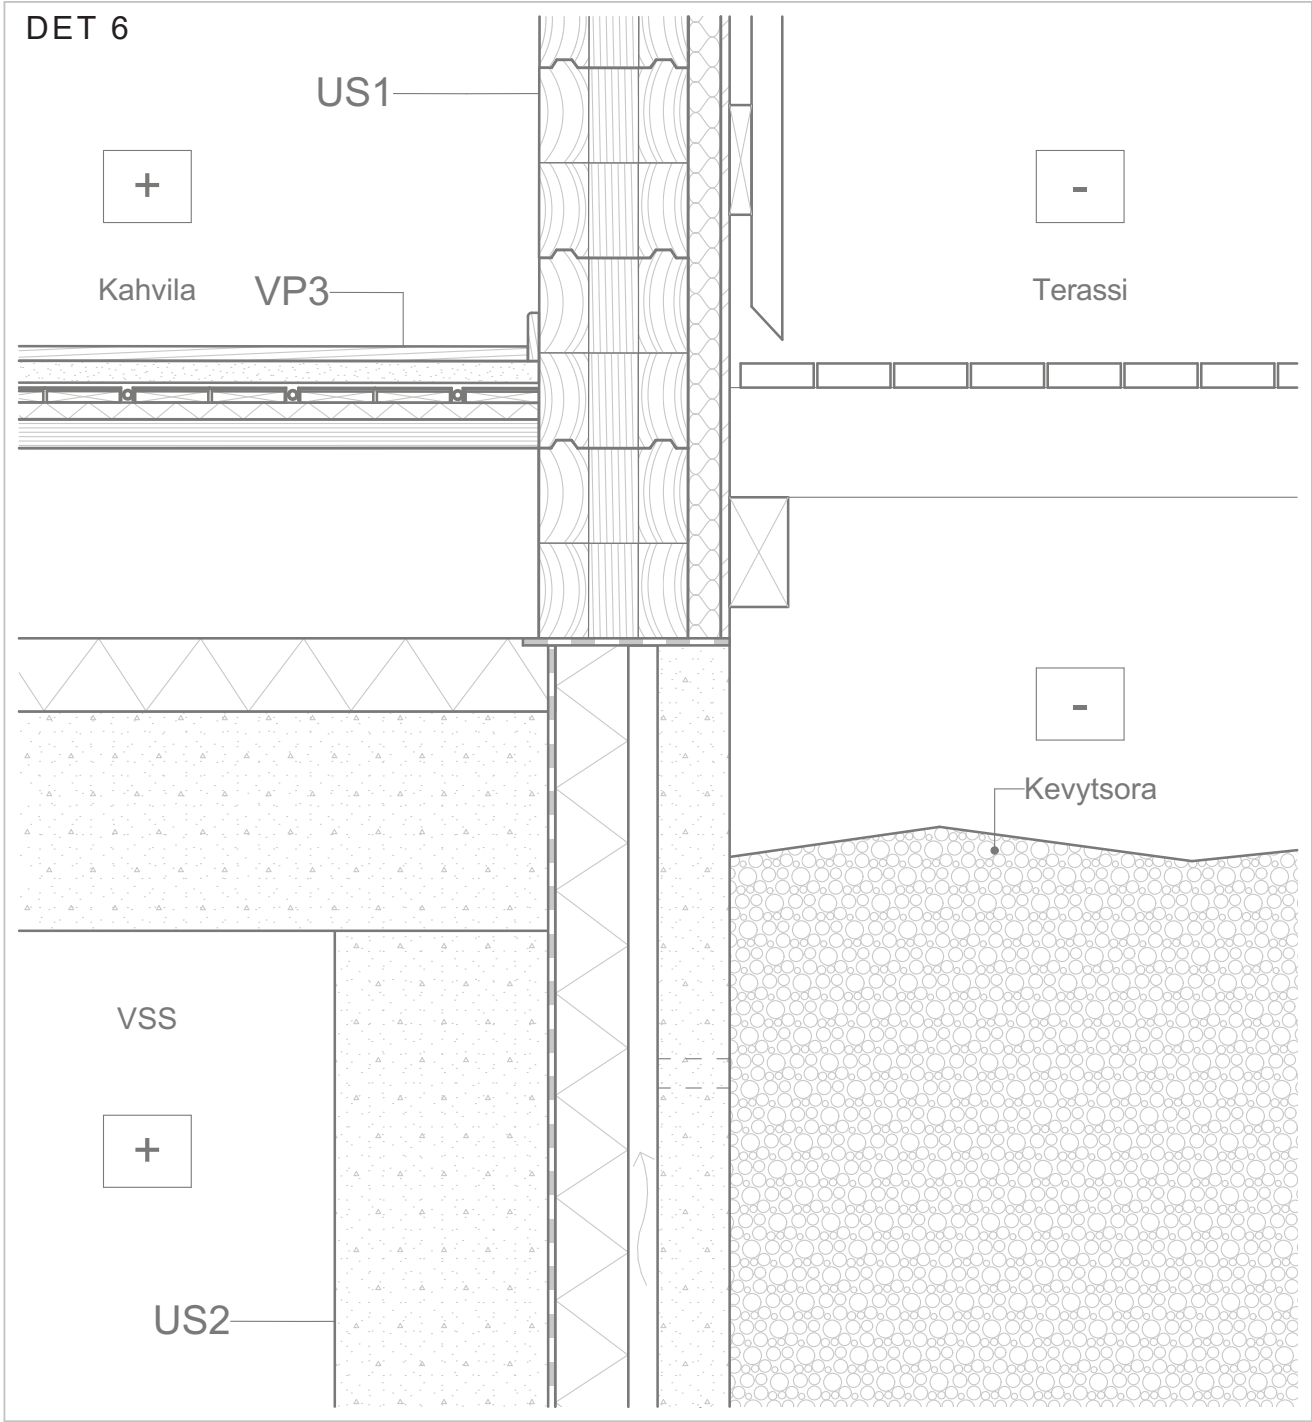 DET 6
US1
+
-
Kahvila
VP3
Terassi
-
Kevytsora
VSS
+
US2